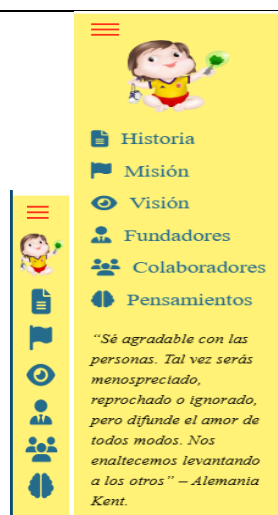 Historia
Misión
Visión
Fundadores
Colaboradores
Pensamientos
“Sé agradable con las
personas. Tal vez serás
menospreciado,
reprochado o ignorado,
pero difunde el amor de
todos modos. Nos
enaltecemos levantando
a los otros” – Alemania
Kent.